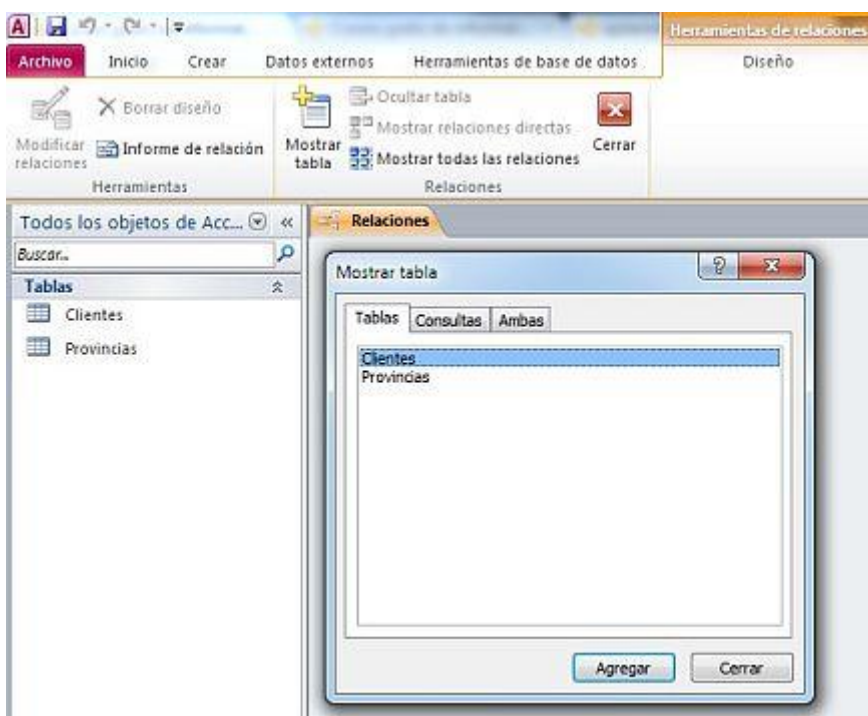 Herramientas de relaciones
Archivo Inicio Crear Datos externos Herramientas de base de datos Diseño
Modificar relaciones
Borrar diseño
Informe de relación
Herramientas
Mostrar tabla
Ocultar tabla
Mostrar relaciones directas
Mostrar todas las relaciones
Cerrar
Relaciones
Todos los objetos de Acc...
Buscar...
Tablas
Clientes
Provincias
Relaciones
Mostrar tabla
Tablas Consultas Ambas
Clientes
Provincias
Agregar Cerrar